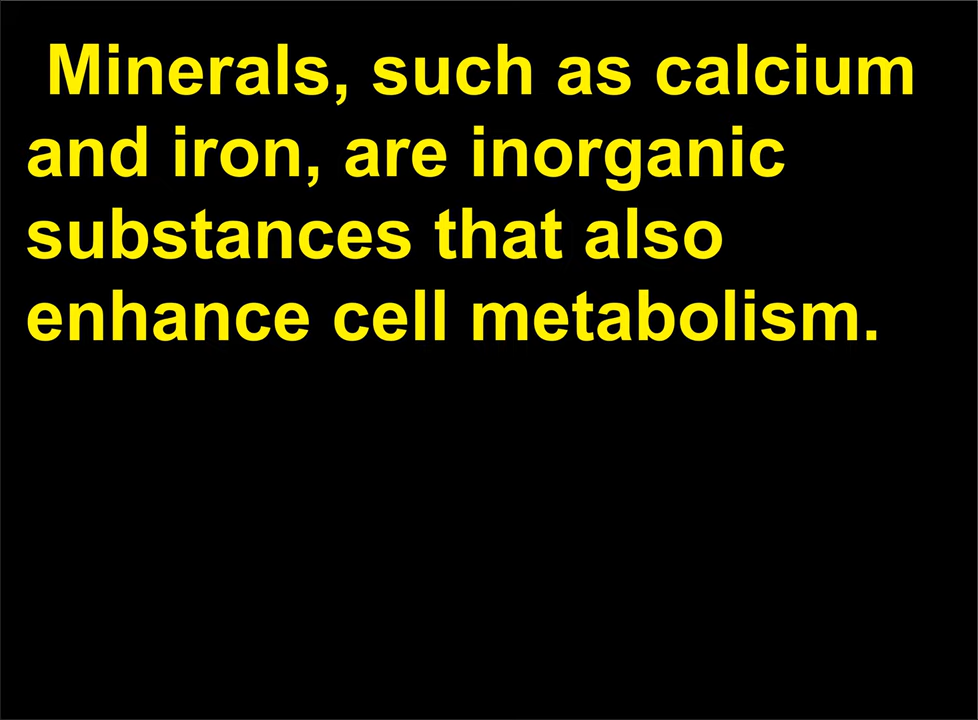 Minerals, such as calcium
and iron, are inorganic
substances that also
enhance cell metabolism.